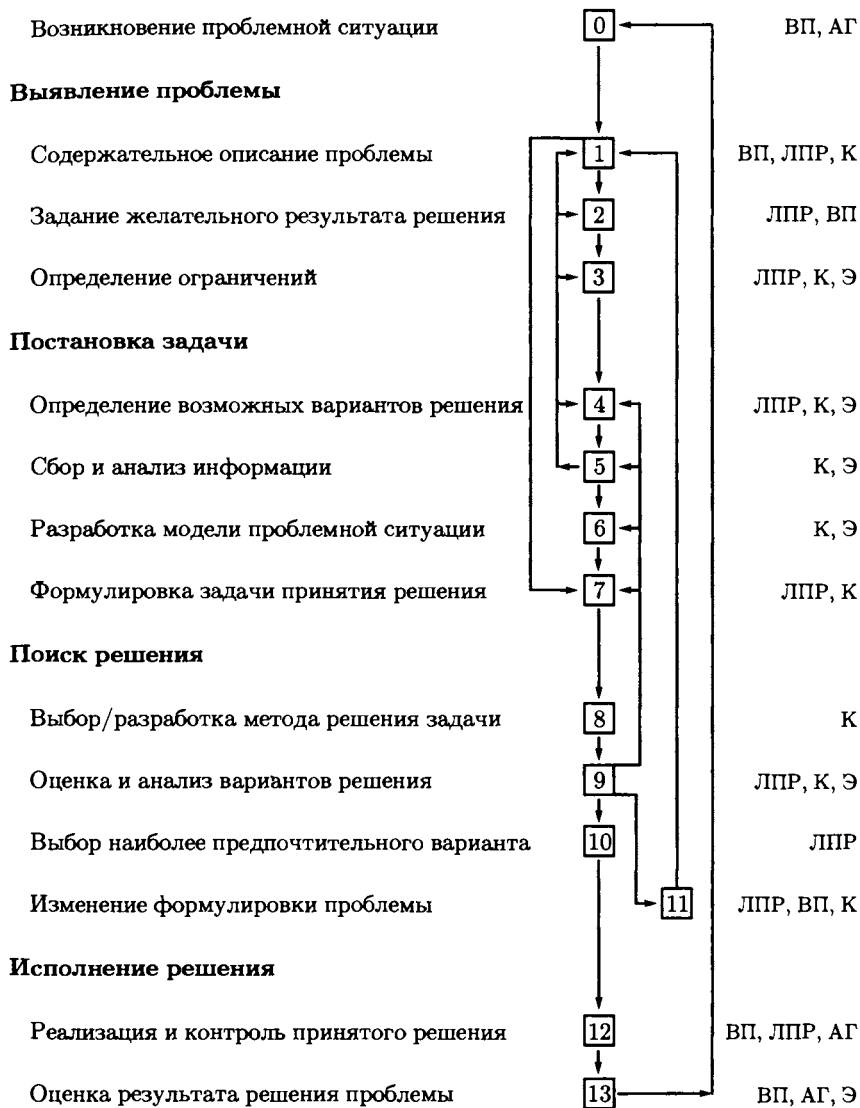 Возникновение проблемной ситуации 0 ВП, АГ
Выявление проблемы
Содержательное описание проблемы 1 ВП, ЛПР, К
Задание желательного результата решения 2 ЛПР, ВП
Определение ограничений 3 ЛПР, К, Э
Постановка задачи
Определение возможных вариантов решения 4 ЛПР, К, Э
Сбор и анализ информации 5 К, Э
Разработка модели проблемной ситуации 6 К, Э
Формулировка задачи принятия решения 7 ЛПР, К
Поиск решения
Выбор/разработка метода решения задачи 8 К
Оценка и анализ вариантов решения 9 ЛПР, К, Э
Выбор наиболее предпочтительного варианта 10 ЛПР
Изменение формулировки проблемы 11 ЛПР, ВП, К
Исполнение решения
Реализация и контроль принятого решения 12 ВП, ЛПР, АГ
Оценка результата решения проблемы 13 ВП, АГ, Э